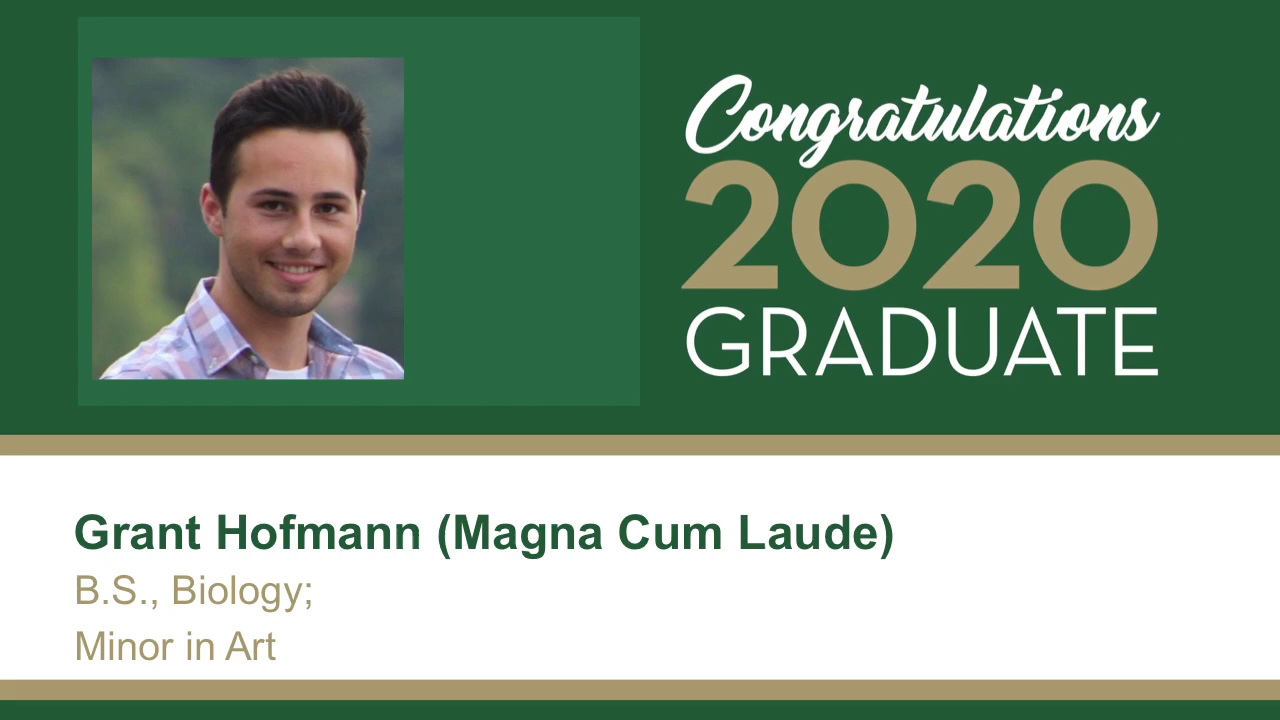 Congratulations
2020
GRADUATE
Grant Hofmann (Magna Cum Laude)
B.S., Biology;
Minor in Art